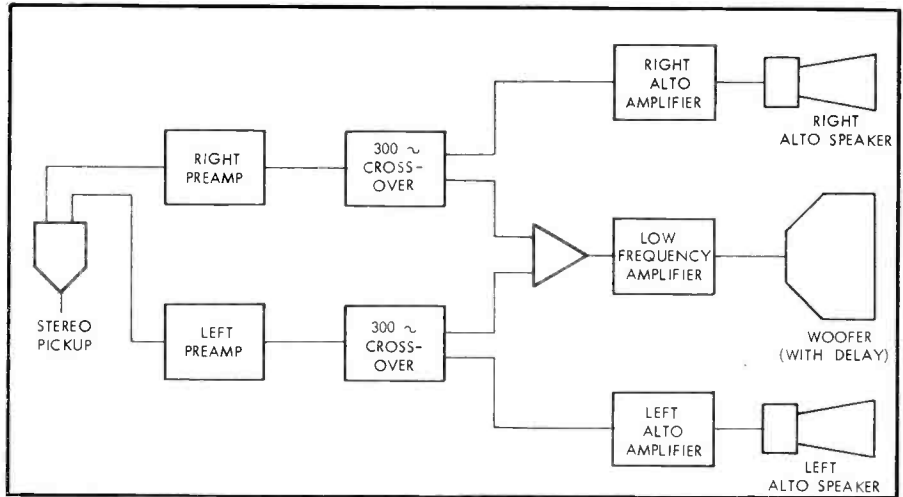 RIGHT
ALTO
AMPLIFIER
RIGHT
ALTO SPEAKER
RIGHT
PREAMP
300 ~
CROSS-
OVER
STEREO
PICKUP
LOW
FREQUENCY
AMPLIFIER
WOOFER
(WITH DELAY)
LEFT
PREAMP
300 ~
CROSS-
OVER
LEFT
ALTO
AMPLIFIER
LEFT
ALTO SPEAKER